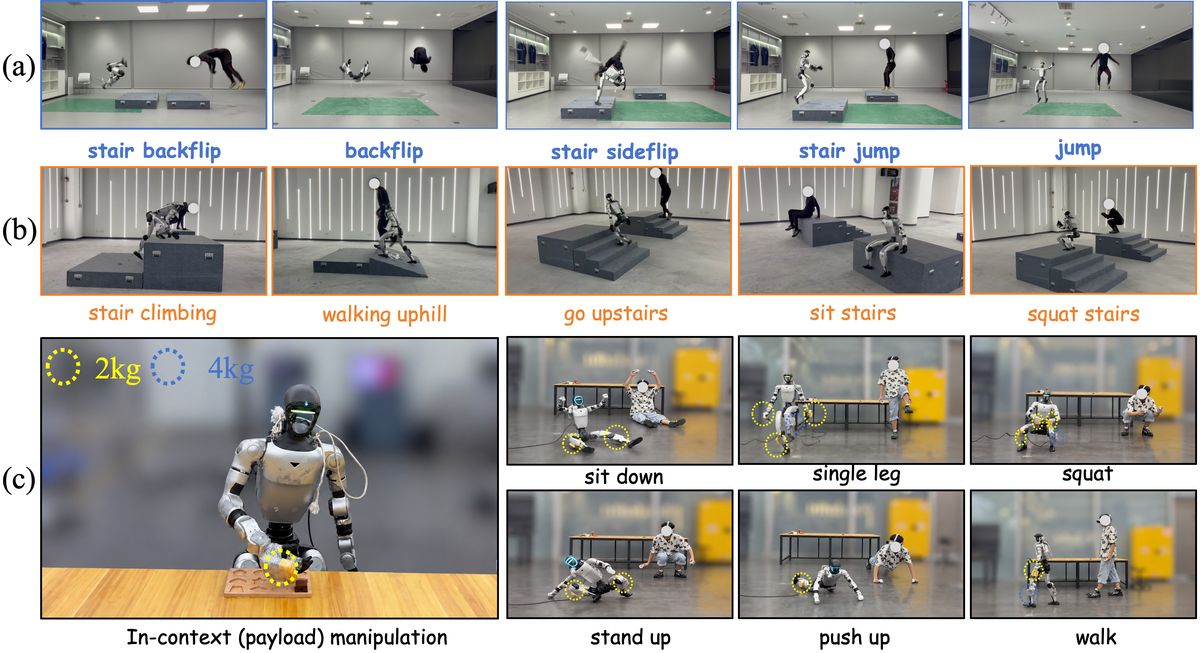 (a)
stair backflip
backflip
stair sideflip
stair jump
jump
(b)
stair climbing
walking uphill
go upstairs
sit stairs
squat stairs
(c)
2kg
4kg
In-context (payload) manipulation
sit down
single leg
squat
stand up
push up
walk